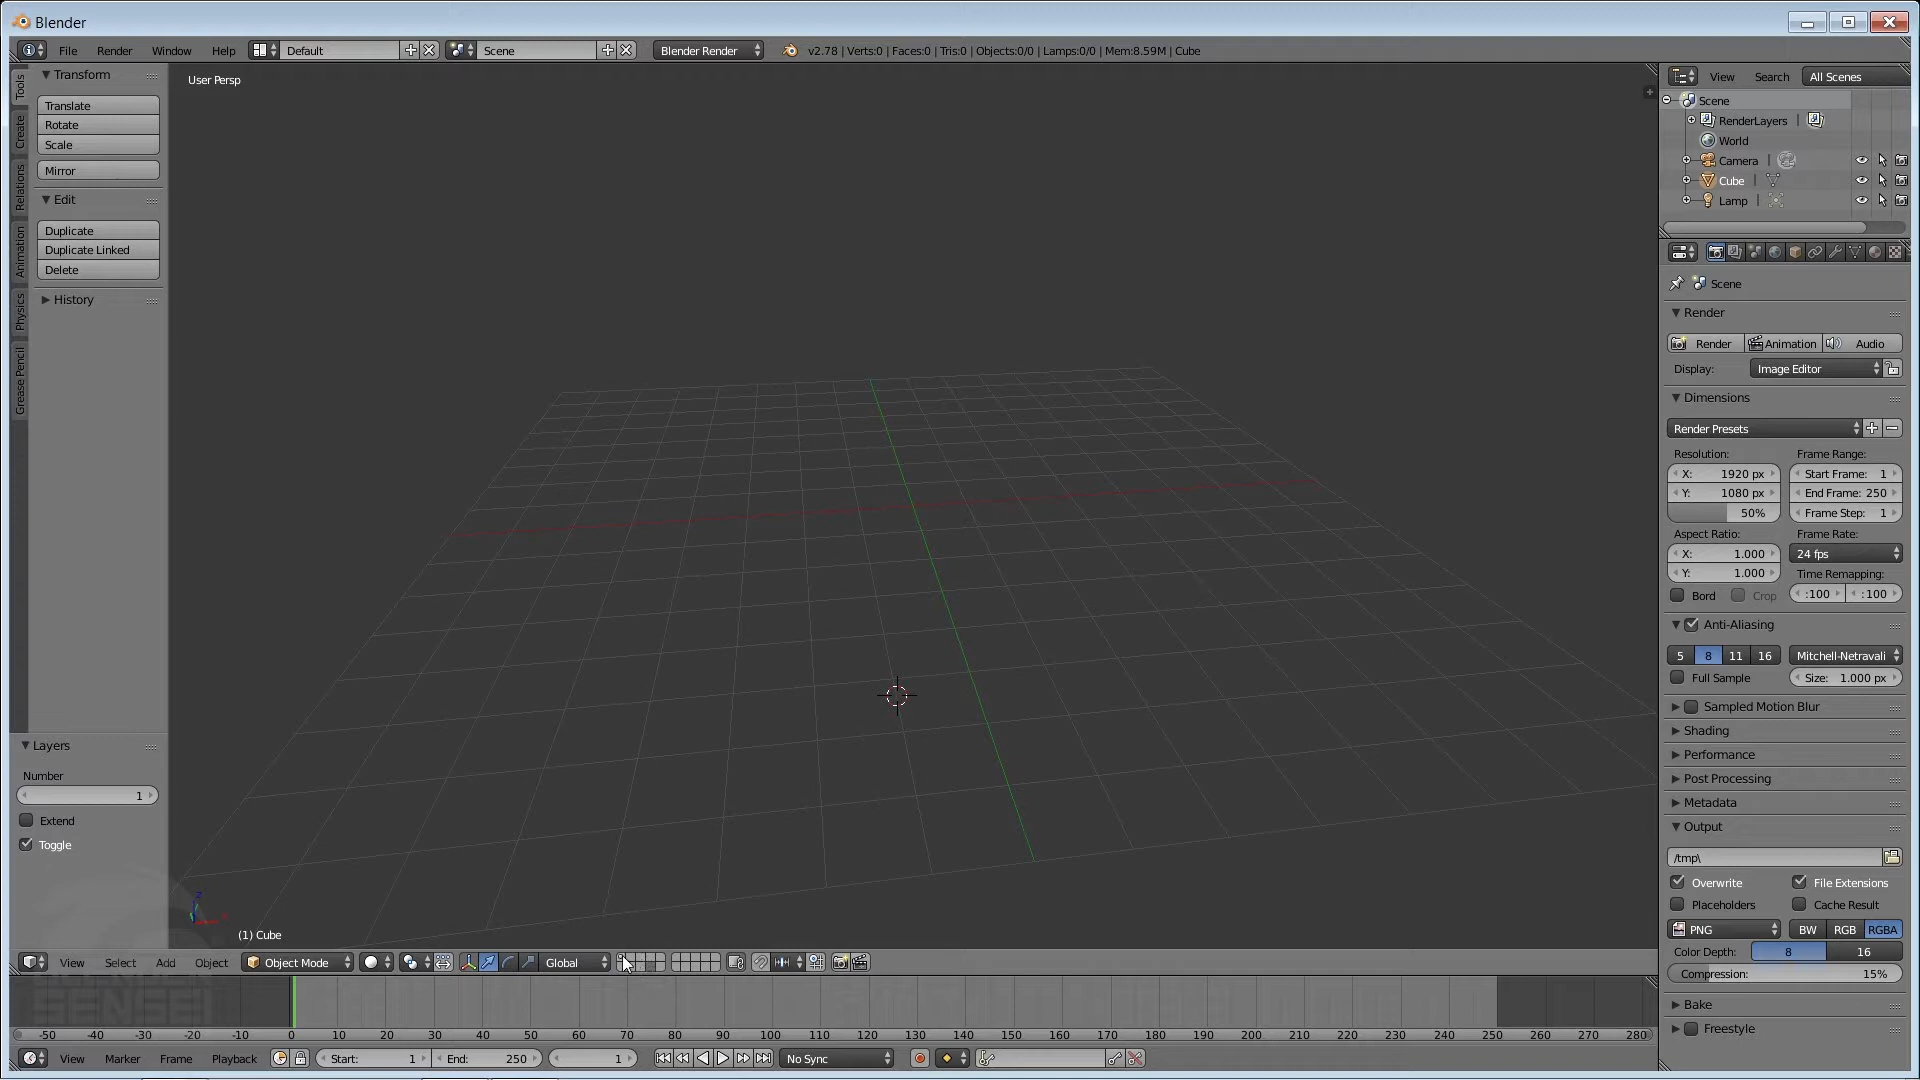 Blender
File Render Window Help Default Scene Blender Render v2.78 | Verts:0 | Faces:0 | Tris:0 | Objects:0/0 | Lamps:0/0 | Mem:8.59M | Cube
Tools
Create
Relations
Animation
Physics
Grease Pencil
Transform
Translate
Rotate
Scale
Mirror
Edit
Duplicate
Duplicate Linked
Delete
History
Layers
Number
1
Extend
Toggle
User Persp
(1) Cube
View Search All Scenes
Scene
RenderLayers
World
Camera
Cube
Lamp
Scene
Render
Render Animation Audio
Display: Image Editor
Dimensions
Render Presets
Resolution: Frame Range:
X: 1920 px Start Frame: 1
Y: 1080 px End Frame: 250
50% Frame Step: 1
Aspect Ratio: Frame Rate:
X: 1.000 24 fps
Y: 1.000 Time Remapping:
Bord Crop :100 :100
Anti-Aliasing
5 8 11 16 Mitchell-Netravali
Full Sample Size: 1.000 px
Sampled Motion Blur
Shading
Performance
Post Processing
Metadata
Output
/tmp\
Overwrite File Extensions
Placeholders Cache Result
PNG BW RGB RGBA
Color Depth: 8 16
Compression: 15%
Bake
Freestyle
View Select Add Object Object Mode Global
SENSEI
-50 -40 -30 -20 -10 0 10 20 30 40 50 60 70 80 90 100 110 120 130 140 150 160 170 180 190 200 210 220 230 240 250 260 270 280
View Marker Frame Playback Start: 1 End: 250 1 No Sync